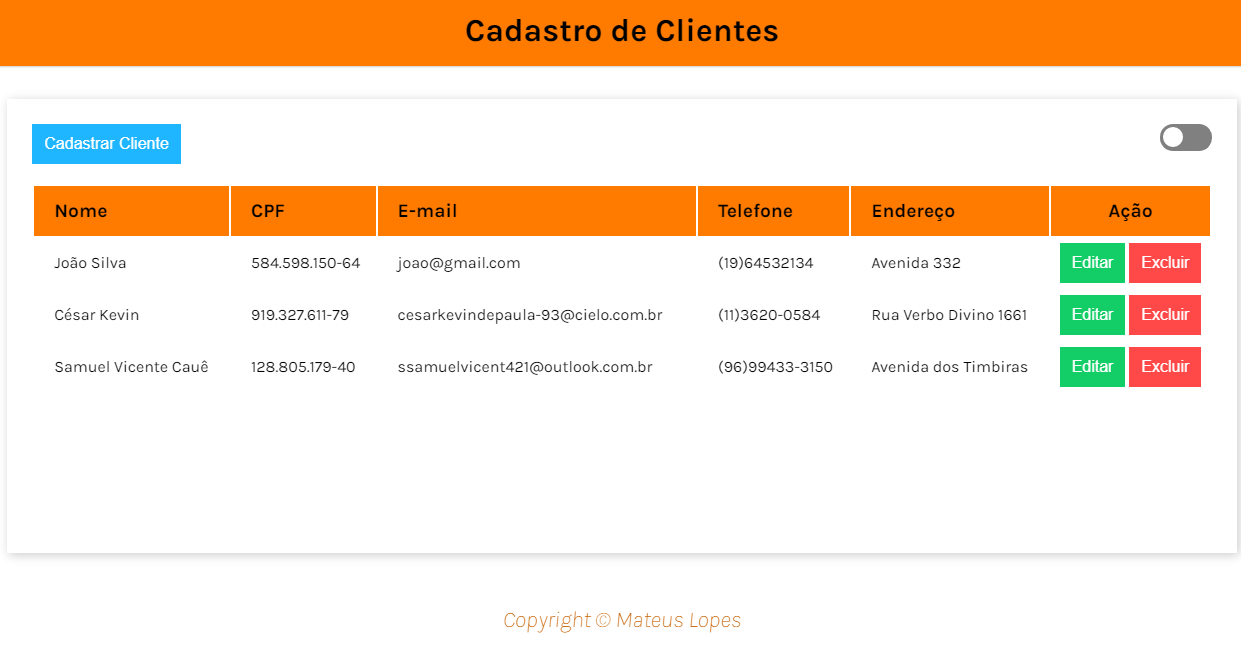 Cadastro de Clientes
Cadastrar Cliente
Nome CPF E-mail Telefone Endereço Ação
João Silva 584.598.150-64 joao@gmail.com (19)64532134 Avenida 332 Editar Excluir
César Kevin 919.327.611-79 cesarkevindepaula-93@cielo.com.br (11)3620-0584 Rua Verbo Divino 1661 Editar Excluir
Samuel Vicente Cauê 128.805.179-40 ssamuelvicent421@outlook.com.br (96)99433-3150 Avenida dos Timbiras Editar Excluir
Copyright © Mateus Lopes